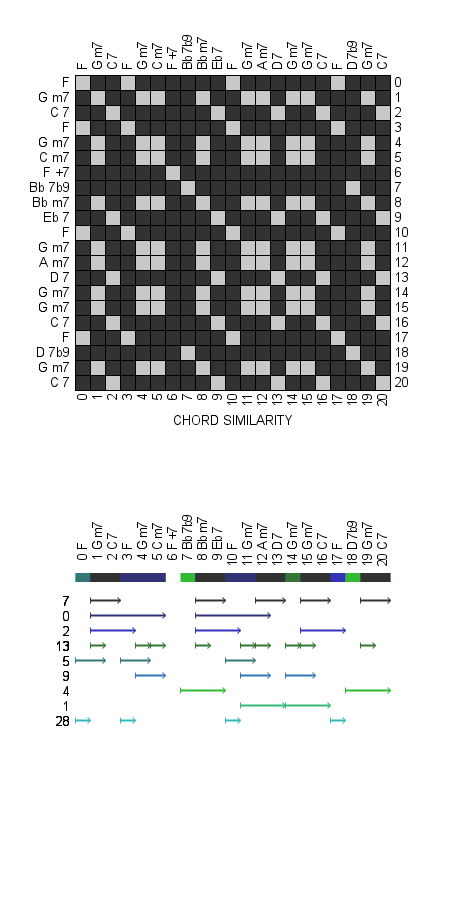 F G m7 C 7 F G m7 C m7 F +7 Bb 7b9 Bb m7 Eb 7 F G m7 A m7 D 7 G m7 G m7 C 7 F D 7b9 G m7 C 7
F 0
G m7 1
C 7 2
F 3
G m7 4
C m7 5
F +7 6
Bb 7b9 7
Bb m7 8
Eb 7 9
F 10
G m7 11
A m7 12
D 7 13
G m7 14
G m7 15
C 7 16
F 17
D 7b9 18
G m7 19
C 7 20
0 1 2 3 4 5 6 7 8 9 10 11 12 13 14 15 16 17 18 19 20
CHORD SIMILARITY
0 F 1 G m7 2 C 7 3 F 4 G m7 5 C m7 6 F +7 7 Bb 7b9 8 Bb m7 9 Eb 7 10 F 11 G m7 12 A m7 13 D 7 14 G m7 15 G m7 16 C 7 17 F 18 D 7b9 19 G m7 20 C 7
7
0
2
13
5
9
4
1
28